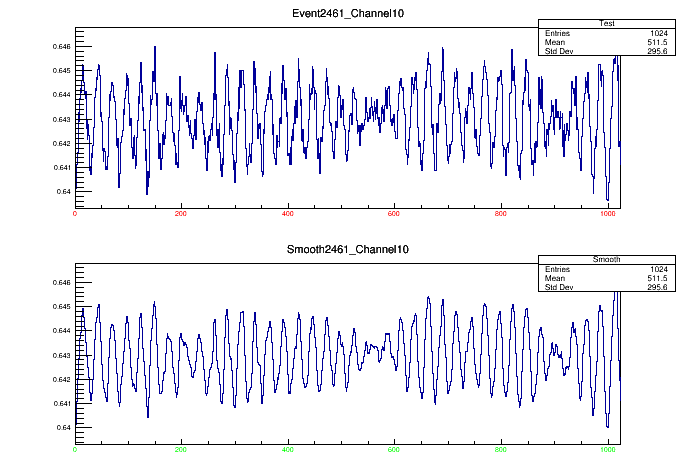 Event2461_Channel10
Test
Entries 1024
Mean 511.5
Std Dev 295.6
0.646
0.645
0.644
0.643
0.642
0.641
0.64
0 200 400 600 800 1000
Smooth2461_Channel10
Smooth
Entries 1024
Mean 511.5
Std Dev 295.6
0.646
0.645
0.644
0.643
0.642
0.641
0.64
0 200 400 600 800 1000